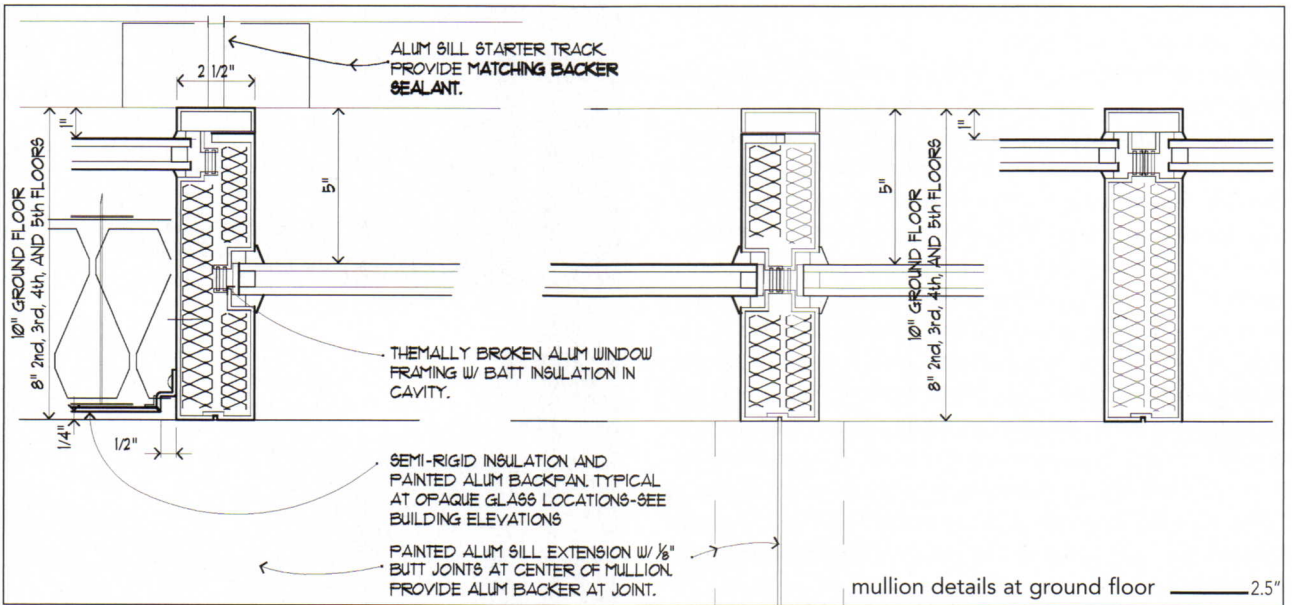 ALUM SILL STARTER TRACK
PROVIDE MATCHING BACKER
SEALANT.
2 1/2"
1"
5"
10" GROUND FLOOR
8" 2nd, 3rd, 4th, AND 5th FLOORS
5"
10" GROUND FLOOR
8" 2nd, 3rd, 4th, AND 5th FLOORS
1"
THEMALLY BROKEN ALUM WINDOW
FRAMING W/ BATT INSULATION IN
CAVITY.
1/4"
1/2"
SEMI-RIGID INSULATION AND
PAINTED ALUM BACKPAN. TYPICAL
AT OPAQUE GLASS LOCATIONS-SEE
BUILDING ELEVATIONS
PAINTED ALUM SILL EXTENSION W/ 1/8"
BUTT JOINTS AT CENTER OF MULLION.
PROVIDE ALUM BACKER AT JOINT.
mullion details at ground floor 2.5"